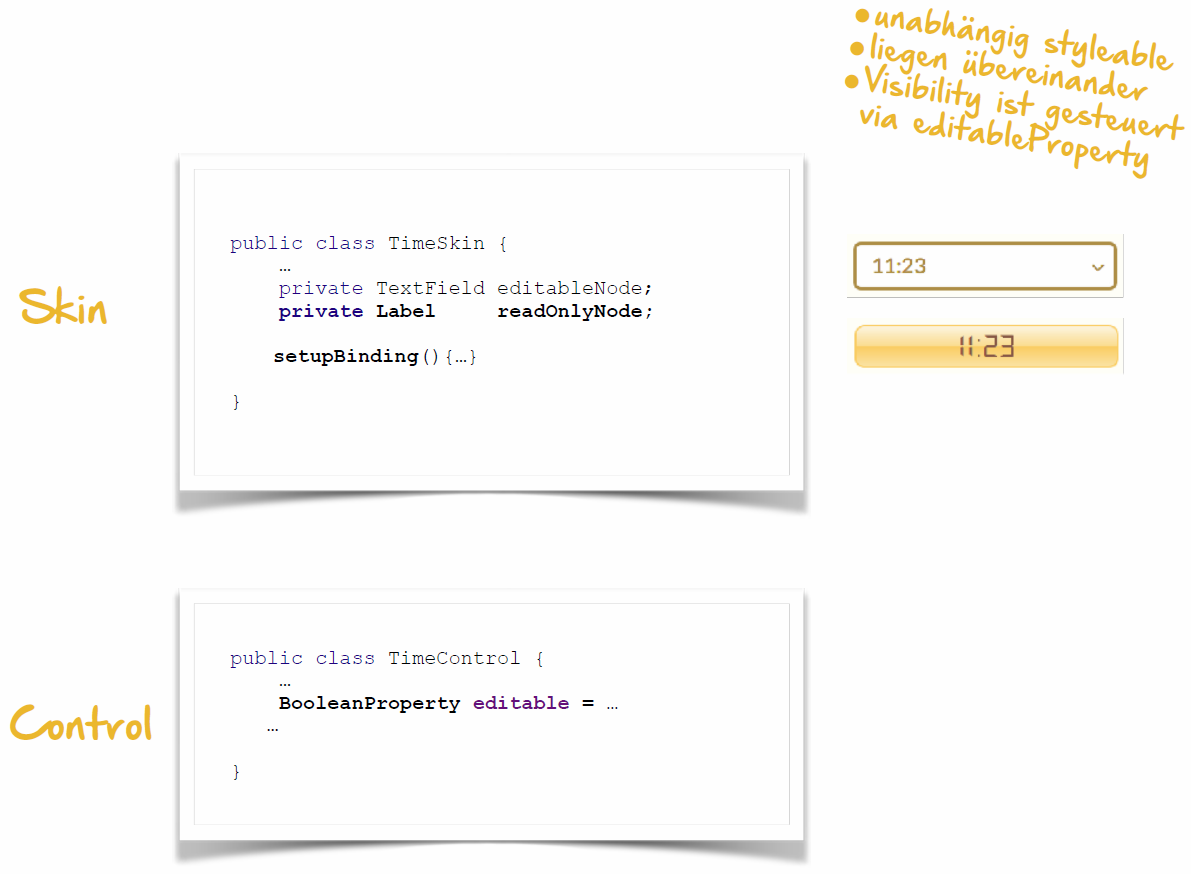 •unabhängig styleable
•liegen übereinander
•Visibility ist gesteuert
via editableProperty
Skin
public class TimeSkin {
…
private TextField editableNode;
private Label readOnlyNode;
setupBinding(){…}
}
11:23
11:23
Control
public class TimeControl {
…
BooleanProperty editable = …
…
}